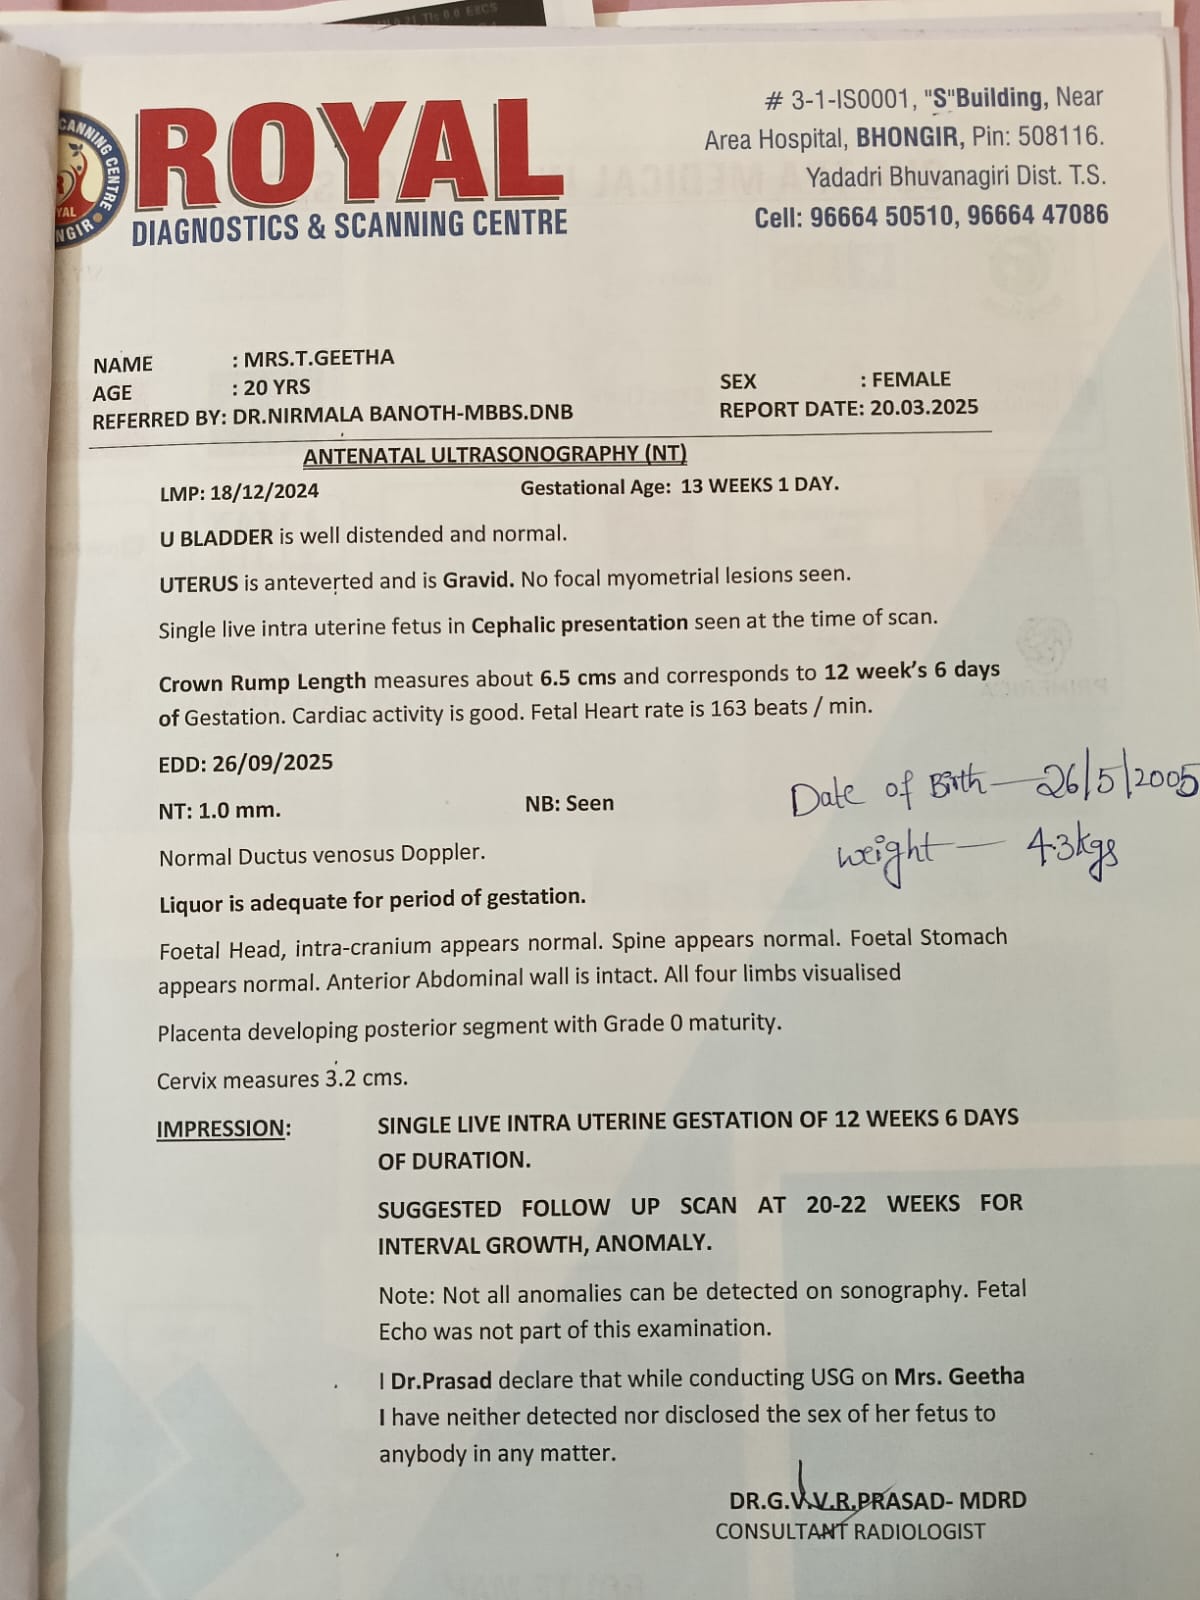 ROYAL
DIAGNOSTICS & SCANNING CENTRE
# 3-1-IS0001, "S"Building, Near
Area Hospital, BHONGIR, Pin: 508116.
Yadadri Bhuvanagiri Dist. T.S.
Cell: 96664 50510, 96664 47086
NAME : MRS.T.GEETHA
AGE : 20 YRS
SEX : FEMALE
REFERRED BY: DR.NIRMALA BANOTH-MBBS.DNB
REPORT DATE: 20.03.2025
ANTENATAL ULTRASONOGRAPHY (NT)
LMP: 18/12/2024 Gestational Age: 13 WEEKS 1 DAY.
U BLADDER is well distended and normal.
UTERUS is anteverted and is Gravid. No focal myometrial lesions seen.
Single live intra uterine fetus in Cephalic presentation seen at the time of scan.
Crown Rump Length measures about 6.5 cms and corresponds to 12 week's 6 days
of Gestation. Cardiac activity is good. Fetal Heart rate is 163 beats / min.
EDD: 26/09/2025
Date of Birth — 26/5/2005
NT: 1.0 mm. NB: Seen
weight — 43kgs
Normal Ductus venosus Doppler.
Liquor is adequate for period of gestation.
Foetal Head, intra-cranium appears normal. Spine appears normal. Foetal Stomach
appears normal. Anterior Abdominal wall is intact. All four limbs visualised
Placenta developing posterior segment with Grade 0 maturity.
Cervix measures 3.2 cms.
IMPRESSION: SINGLE LIVE INTRA UTERINE GESTATION OF 12 WEEKS 6 DAYS
OF DURATION.
SUGGESTED FOLLOW UP SCAN AT 20-22 WEEKS FOR
INTERVAL GROWTH, ANOMALY.
Note: Not all anomalies can be detected on sonography. Fetal
Echo was not part of this examination.
I Dr.Prasad declare that while conducting USG on Mrs. Geetha
I have neither detected nor disclosed the sex of her fetus to
anybody in any matter.
DR.G.V.V.R.PRASAD- MDRD
CONSULTANT RADIOLOGIST